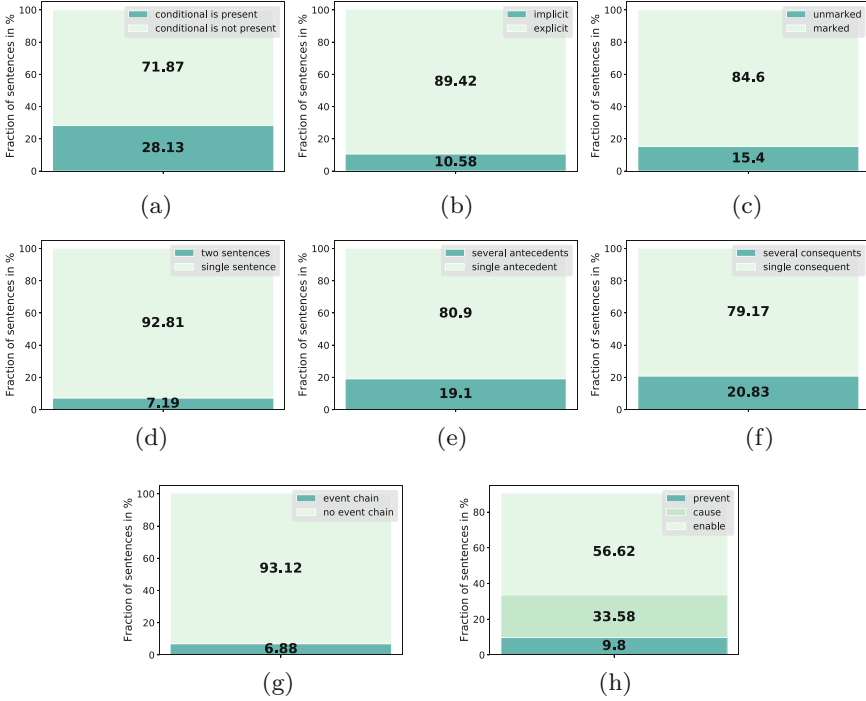 Fraction of sentences in %
100
80
60
40
20
0
conditional is present
conditional is not present
71.87
28.13
(a)
Fraction of sentences in %
100
80
60
40
20
0
implicit
explicit
89.42
10.58
(b)
Fraction of sentences in %
100
80
60
40
20
0
unmarked
marked
84.6
15.4
(c)
Fraction of sentences in %
100
80
60
40
20
0
two sentences
single sentence
92.81
7.19
(d)
Fraction of sentences in %
100
80
60
40
20
0
several antecedents
single antecedent
80.9
19.1
(e)
Fraction of sentences in %
100
80
60
40
20
0
several consequents
single consequent
79.17
20.83
(f)
Fraction of sentences in %
100
80
60
40
20
0
event chain
no event chain
93.12
6.88
(g)
Fraction of sentences in %
80
60
40
20
0
prevent
cause
enable
56.62
33.58
9.8
(h)